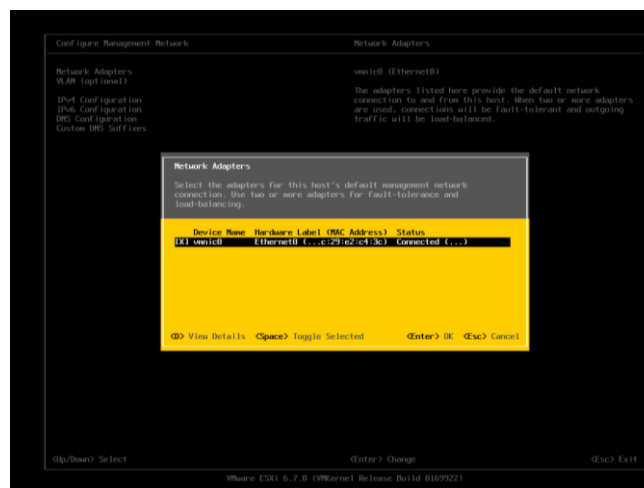 Configure Management Network
Network Adapters
Network Adapters
VLAN (optional)
IPv4 Configuration
IPv6 Configuration
DNS Configuration
Custom DNS Suffixes
vmnic0 (Ethernet0)
The adapters listed here provide the default network
connection to and from this host. When two or more adapters
are used, connections will be fault-tolerant and outgoing
traffic will be load-balanced.
Network Adapters
Select the adapters for this host's default management network
connection. Use two or more adapters for fault-tolerance and
load-balancing.
Device Name Hardware Label (MAC Address) Status
[X] vmnic0 Ethernet0 (...c:29:e2:c4:3c) Connected (...)
<D> View Details <Space> Toggle Selected <Enter> OK <Esc> Cancel
<Up/Down> Select <Enter> Change <Esc> Exit
VMware ESXi 6.7.0 (VMKernel Release Build 8169922)